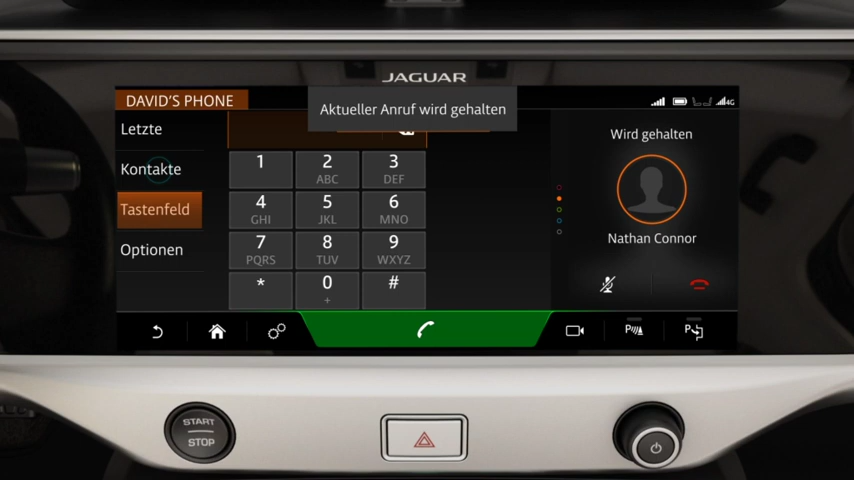 JAGUAR
DAVID'S PHONE
Aktueller Anruf wird gehalten
4G
Letzte
Kontakte
Tastenfeld
Optionen
1
2
ABC
3
DEF
4
GHI
5
JKL
6
MNO
7
PQRS
8
TUV
9
WXYZ
*
0
+
#
Wird gehalten
Nathan Connor
P
P
START
STOP